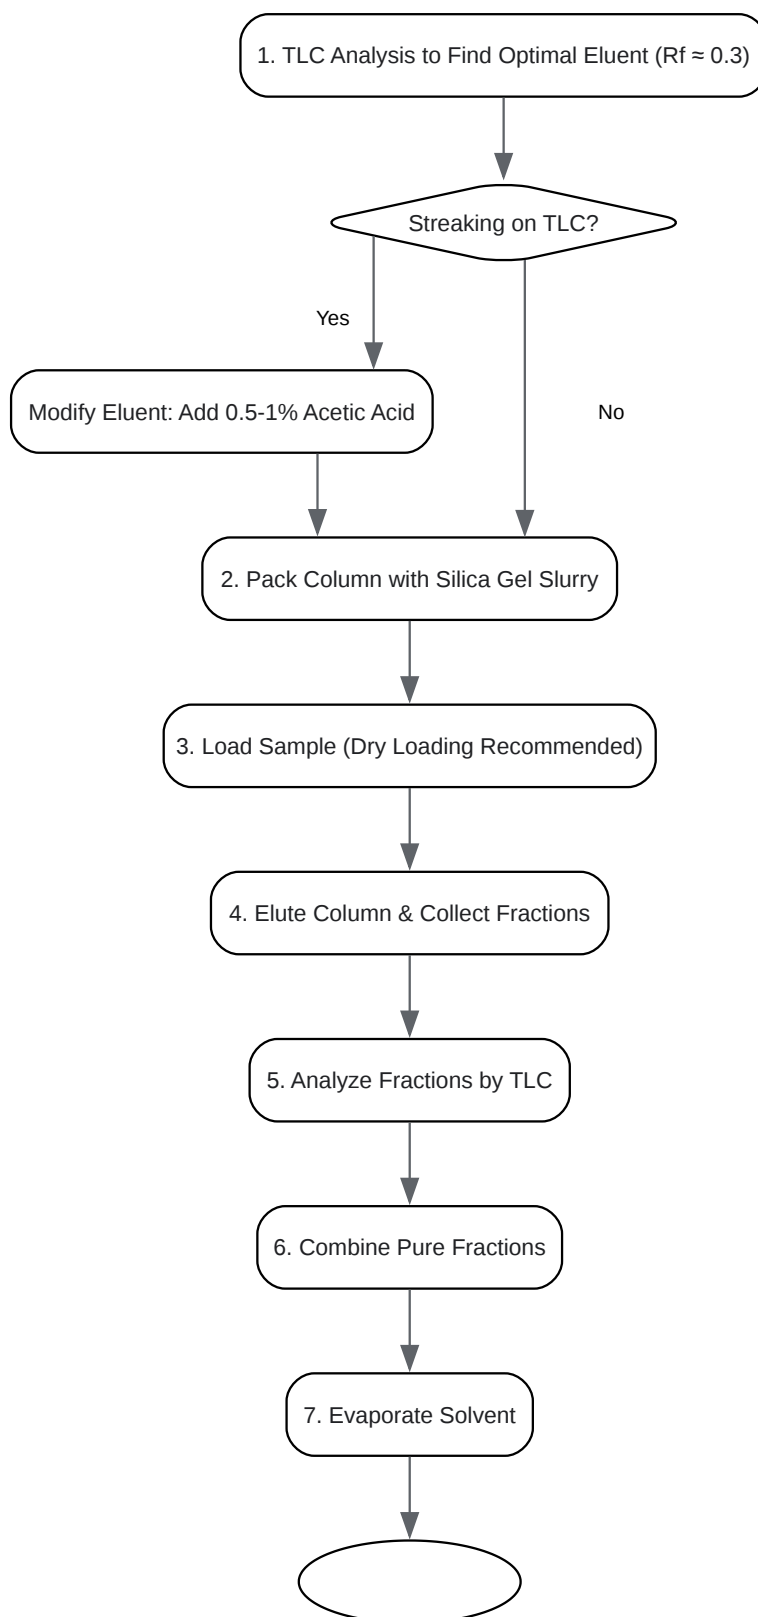 1. TLC Analysis to Find Optimal Eluent (Rf ≈ 0.3)
Streaking on TLC?
Yes
Modify Eluent: Add 0.5-1% Acetic Acid
No
2. Pack Column with Silica Gel Slurry
3. Load Sample (Dry Loading Recommended)
4. Elute Column & Collect Fractions
5. Analyze Fractions by TLC
6. Combine Pure Fractions
7. Evaporate Solvent